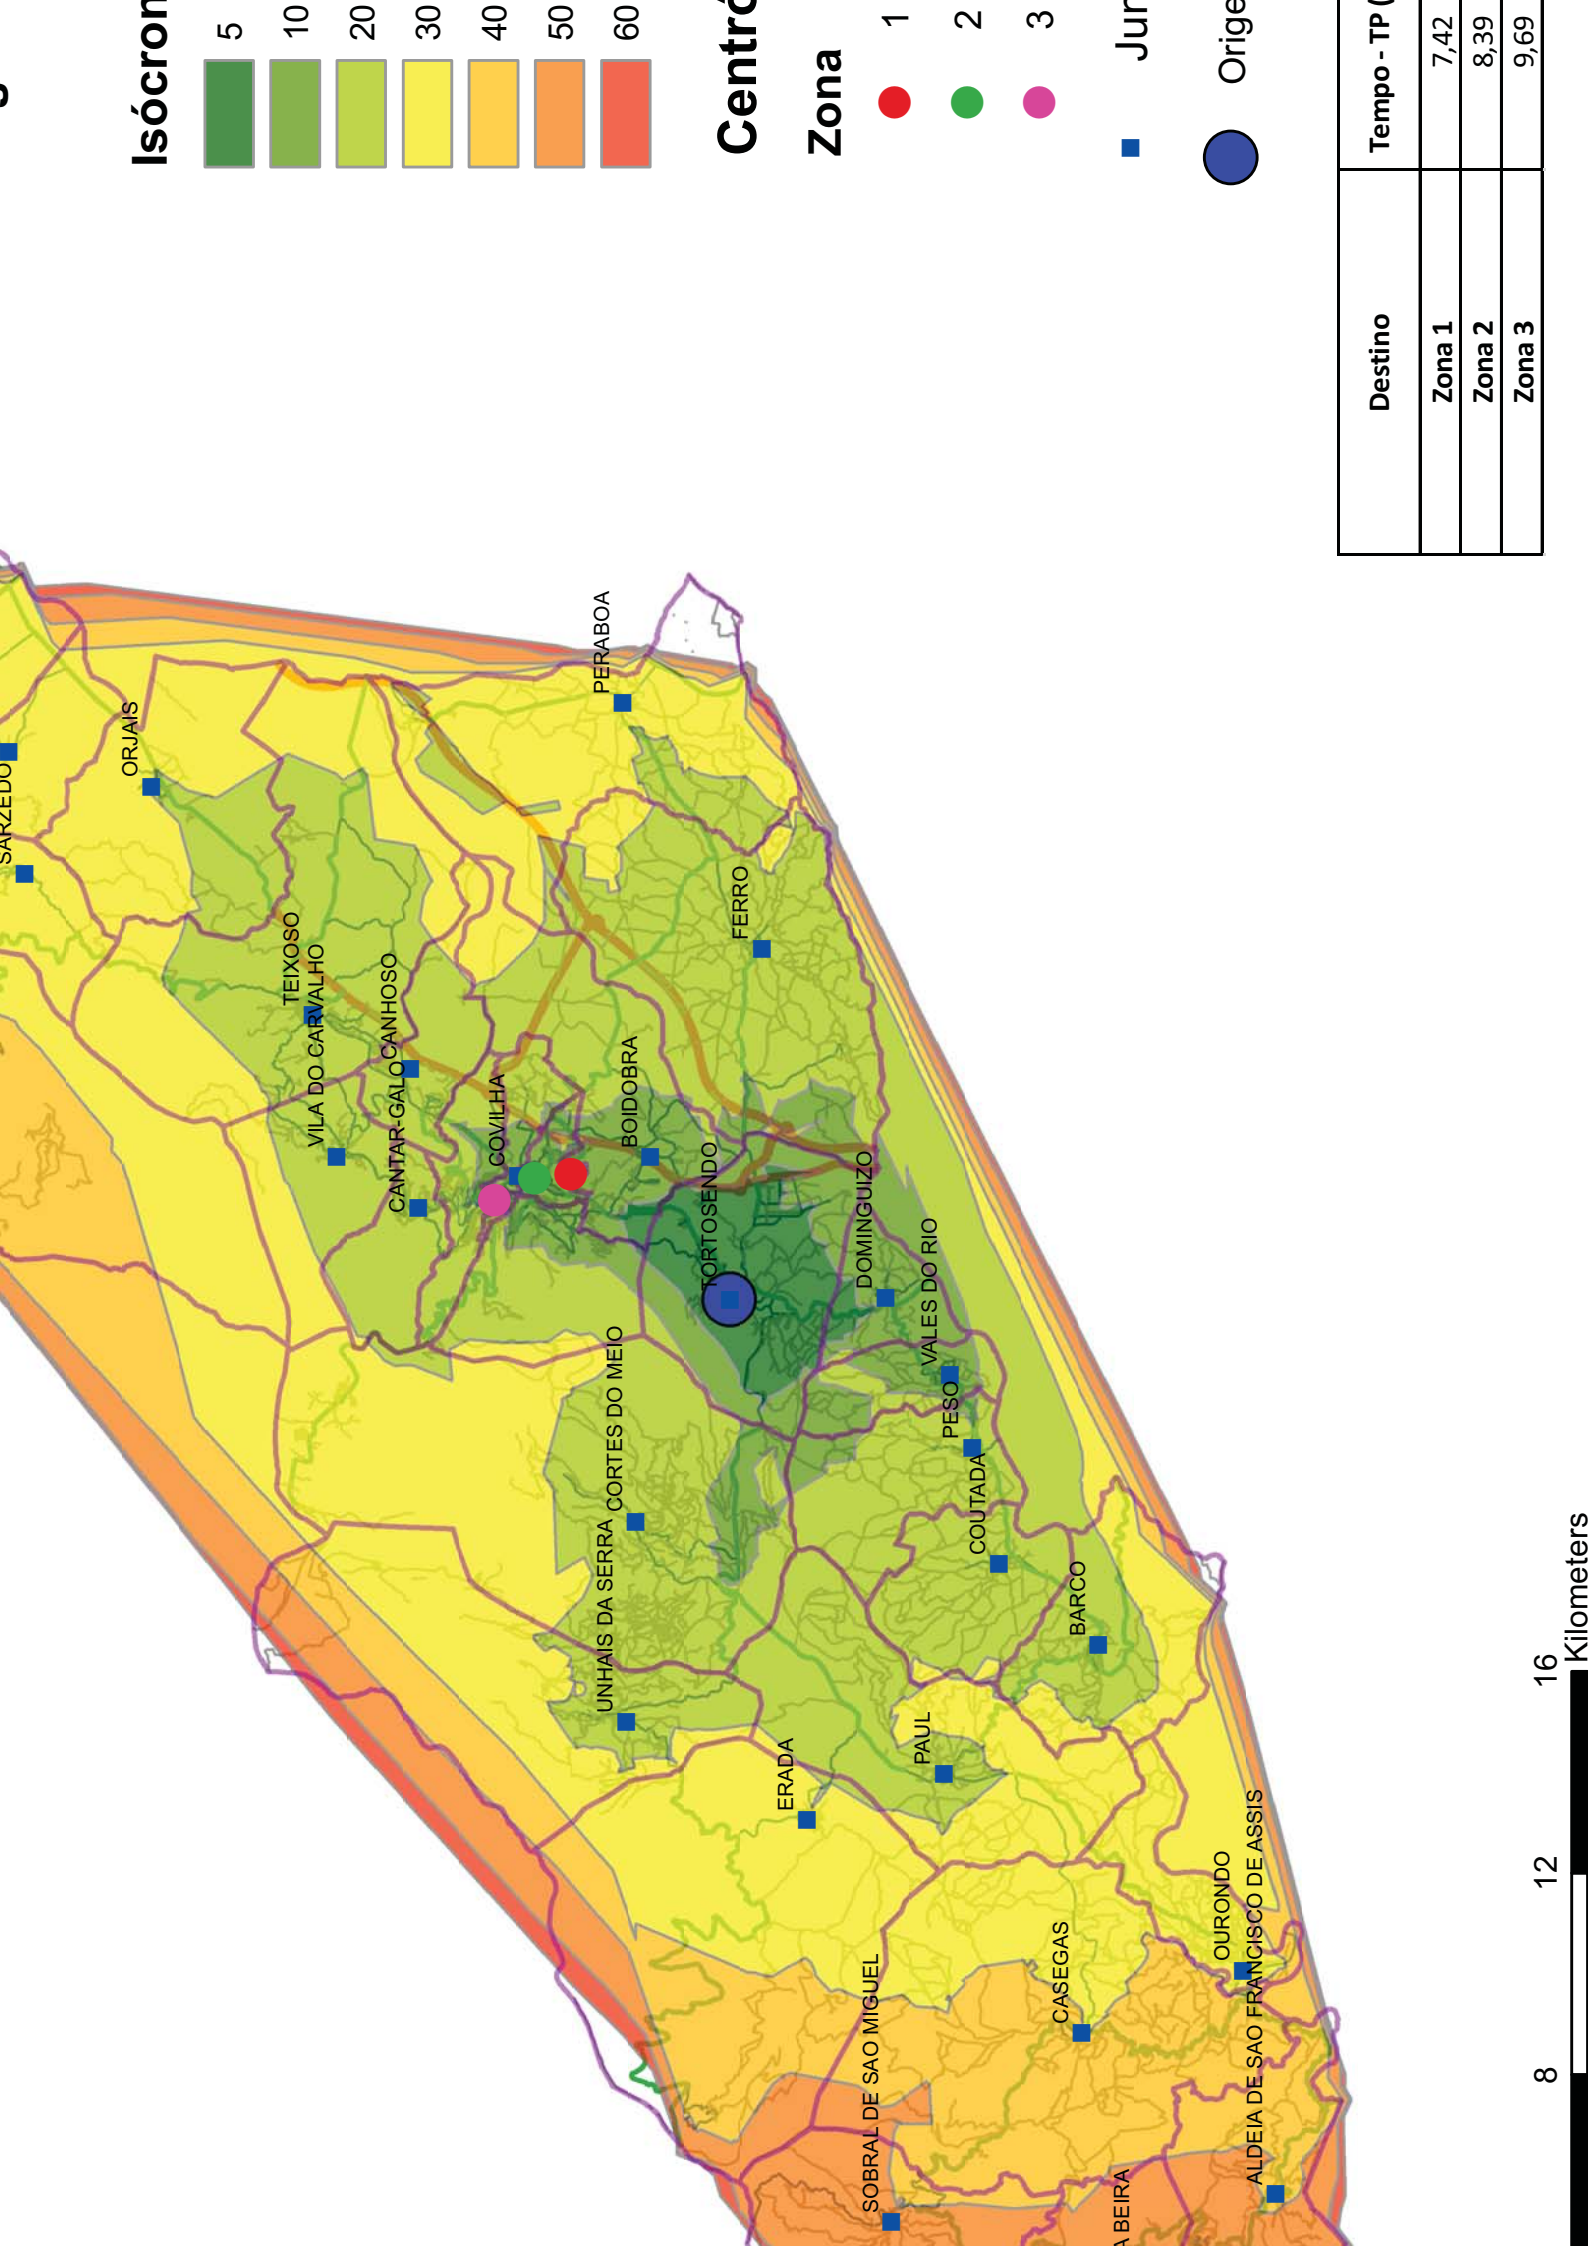 Isócron
5
10
20
30
40
50
60
Centró
Zona
1
2
3
Jun
Orige
Destino
Tempo - TP (
Zona 1
7,42
Zona 2
8,39
Zona 3
9,69
SARZEDO
ORJAIS
TEIXOSO
VILA DO CARVALHO
CANHOSO
CANTAR-GALO
COVILHA
PERABOA
BOIDOBRA
FERRO
TORTOSENDO
DOMINGUIZO
VALES DO RIO
PESO
COUTADA
CORTES DO MEIO
UNHAIS DA SERRA
BARCO
ERADA
PAUL
OURONDO
CASEGAS
ALDEIA DE SAO FRANCISCO DE ASSIS
SOBRAL DE SAO MIGUEL
A BEIRA
8
12
16
Kilometers